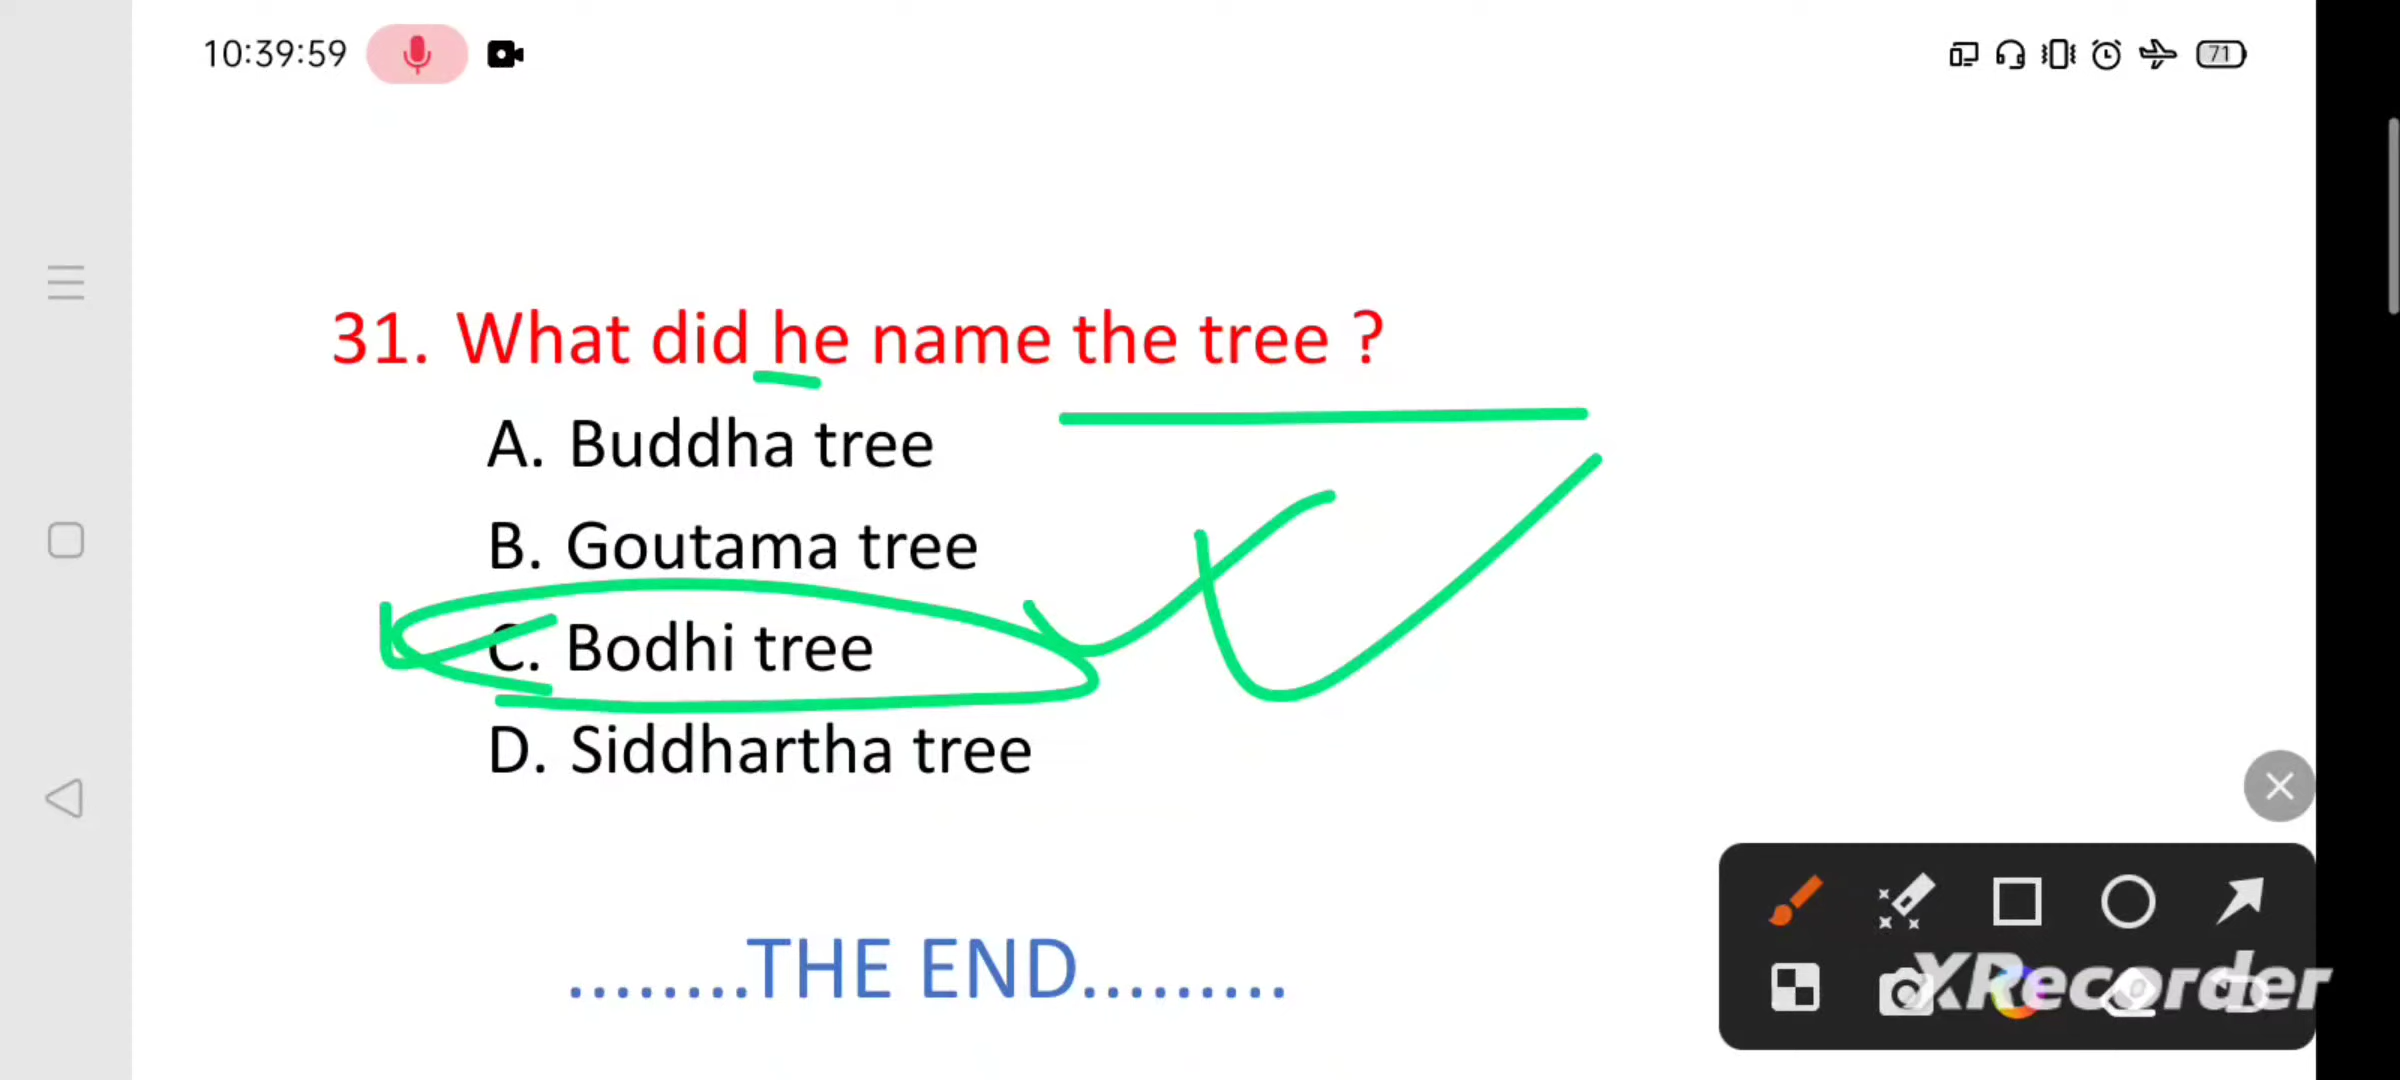 10:39:59
71
31. What did he name the tree ?
A. Buddha tree
B. Goutama tree
C. Bodhi tree
D. Siddhartha tree
........THE END.........
XRecorder